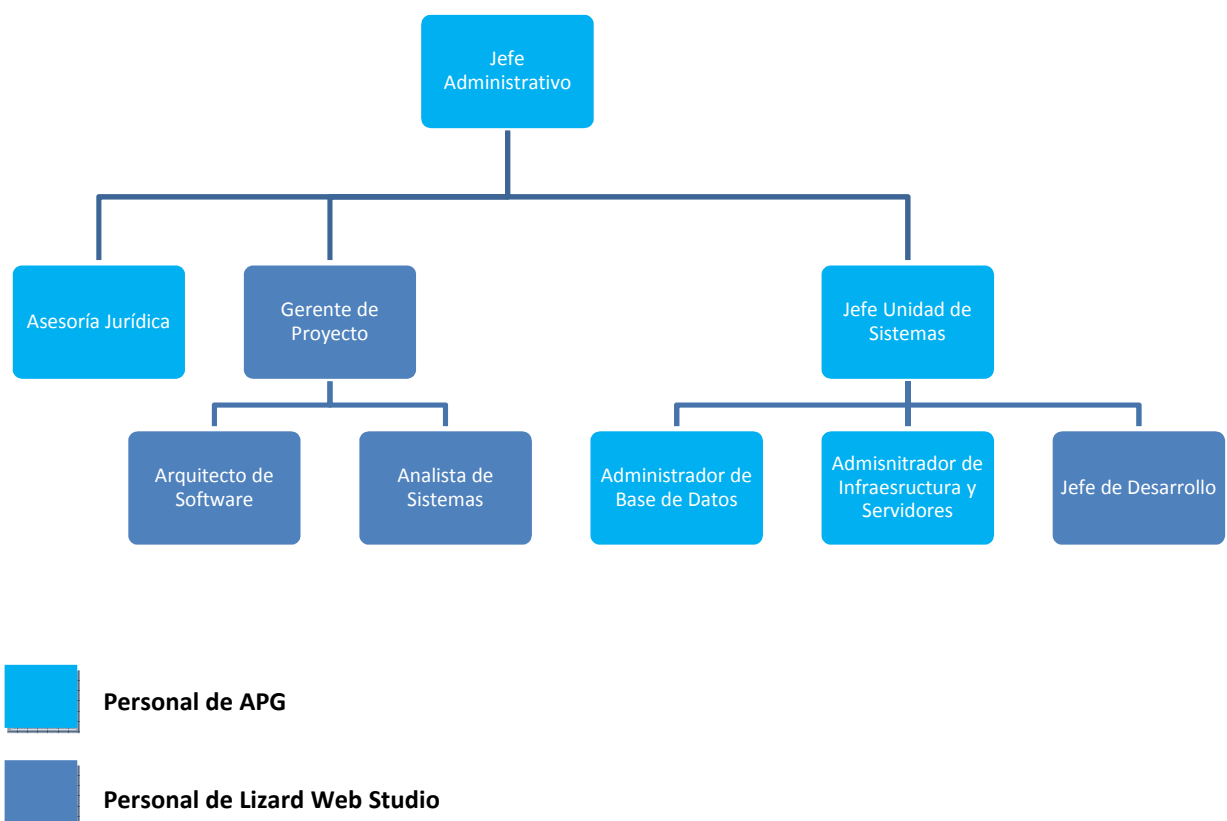 Jefe
Administrativo
Asesoría Jurídica
Gerente de
Proyecto
Jefe Unidad de
Sistemas
Arquitecto de
Software
Analista de
Sistemas
Administrador de
Base de Datos
Admisnitrador de
Infraesructura y
Servidores
Jefe de Desarrollo
Personal de APG
Personal de Lizard Web Studio